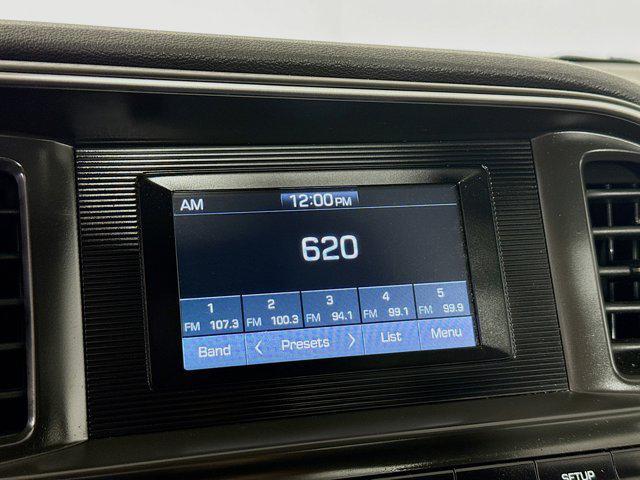 AM 12:00 PM
620
1 2 3 4 5
FM 107.3 FM 100.3 FM 94.1 FM 99.1 FM 99.9
Band < Presets > List Menu
SETUP